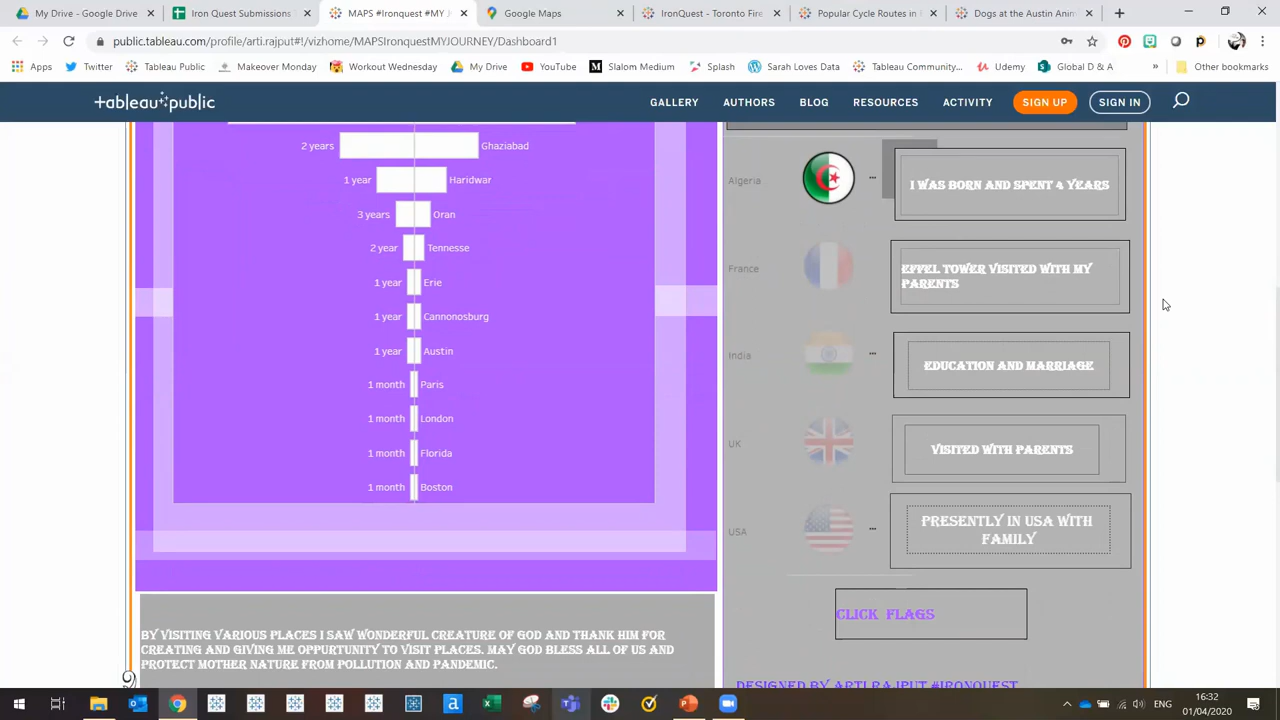 My Drive - Google Drive
Iron Quest Submissions
MAPS #Ironquest #MY J
Google Maps
IronQuest - Toronto Fire
Popular Cycle Routes in
Dogs at the Austin Anim
public.tableau.com/profile/arti.rajput#!/vizhome/MAPSIronquestMYJOURNEY/Dashboard1
Apps
Twitter
Tableau Public
Makeover Monday
Workout Wednesday
My Drive
YouTube
Slalom Medium
Splash
Sarah Loves Data
Tableau Community...
Udemy
Global D & A
»
Other bookmarks
+ableau+public
GALLERY
AUTHORS
BLOG
RESOURCES
ACTIVITY
SIGN UP
SIGN IN
2 years Ghaziabad
1 year Haridwar
3 years Oran
2 year Tennesse
1 year Erie
1 year Cannonosburg
1 year Austin
1 month Paris
1 month London
1 month Florida
1 month Boston
BY VISITING VARIOUS PLACES I SAW WONDERFUL CREATURE OF GOD AND THANK HIM FOR
CREATING AND GIVING ME OPPURTUNITY TO VISIT PLACES. MAY GOD BLESS ALL OF US AND
PROTECT MOTHER NATURE FROM POLLUTION AND PANDEMIC.
Algeria
I WAS BORN AND SPENT 4 YEARS
France
EFFEL TOWER VISITED WITH MY
PARENTS
India
EDUCATION AND MARRIAGE
UK
VISITED WITH PARENTS
USA
PRESENTLY IN USA WITH
FAMILY
CLICK FLAGS
DESIGNED BY ARTI RAJPUT #IRONQUEST
ENG
16:32
01/04/2020